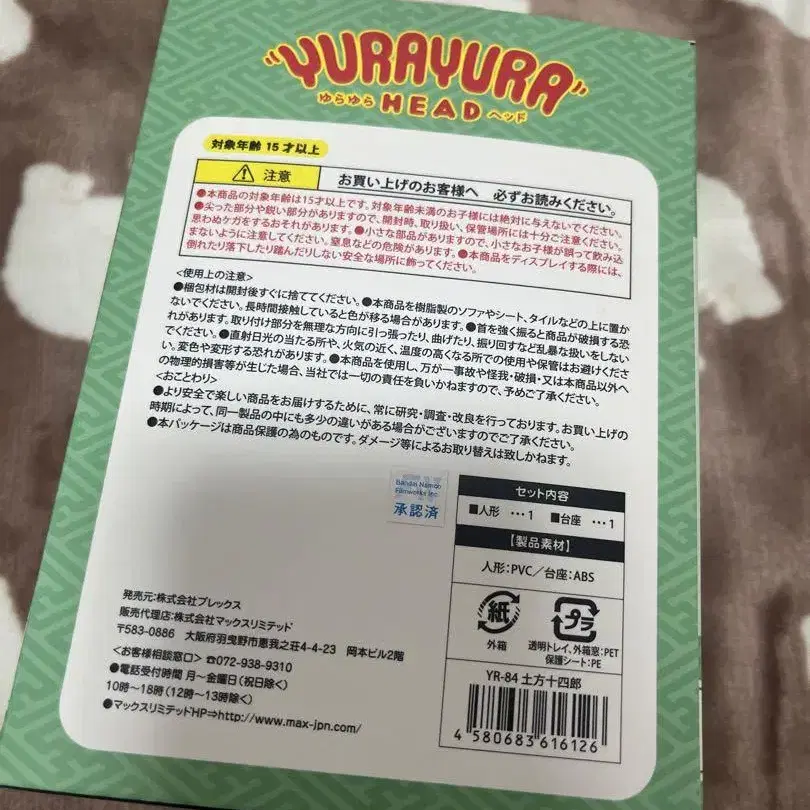 YURAYURA
ゆらゆら HEAD ヘッド
対象年齢 15才以上
注意 お買い上げのお客様へ 必ずお読みください。
●本商品の対象年齢は15才以上です。対象年齢未満のお子様には絶対に与えないでください。
●尖った部分や鋭い部分がありますので、開封時、取り扱い、保管場所には十分ご注意ください。
思わぬケガをするおそれがあります。●小さな部品がありますので、小さなお子様が誤って飲み込
まないように注意してください。窒息などの危険があります。●本商品をディスプレイする際には、
倒れたり落下したり踏んだりしない安全な場所に飾ってください。
<使用上の注意>
●梱包材は開封後すぐに捨ててください。●本商品を樹脂製のソファやシート、タイルなどの上に置か
ないでください。長時間接触していると色が移る場合があります。●首を強く振ると商品が破損する恐
れがあります。取り付け部分を無理な方向に引っ張ったり、曲げたり、振り回すなど乱暴な扱いをしない
でください。●直射日光の当たる所や、火気の近く、温度の高くなる所での使用や保管はお避けくださ
い。変色や変形する恐れがあります。●本商品を使用し、万が一事故や怪我・破損・又は本商品以外へ
の物理的損害等が生じた場合、当社では一切の責任を負いかねますので、予めご了承ください。
<おことわり>
●より安全で楽しい商品をお届けするために、常に研究・調査・改良を行っております。お買い上げの
時期によって、同一製品の中にも多少の違いがある場合がございますのでご了承ください。
●本パッケージは商品保護の為のものです。ダメージ等によるお取り替えは致しかねます。
Bandai Namco
Filmworks Inc.
承認済
セット内容
■人形 …1 ■台座 …1
【製品素材】
人形:PVC/台座:ABS
紙
外箱
プラ
透明トレイ、外箱窓:PET
保護シート:PE
YR-84 土方十四郎
4 580683 616126
発売元:株式会社プレックス
販売代理店:株式会社マックスリミテッド
〒583-0886 大阪府羽曳野市恵我之荘4-4-23 岡本ビル2階
<お客様相談窓口> ☎072-938-9310
●電話受付時間 月〜金曜日(祝日除く)
10時〜18時(12時〜13時除く)
●マックスリミテッドHP⇒http://www.max-jpn.com/